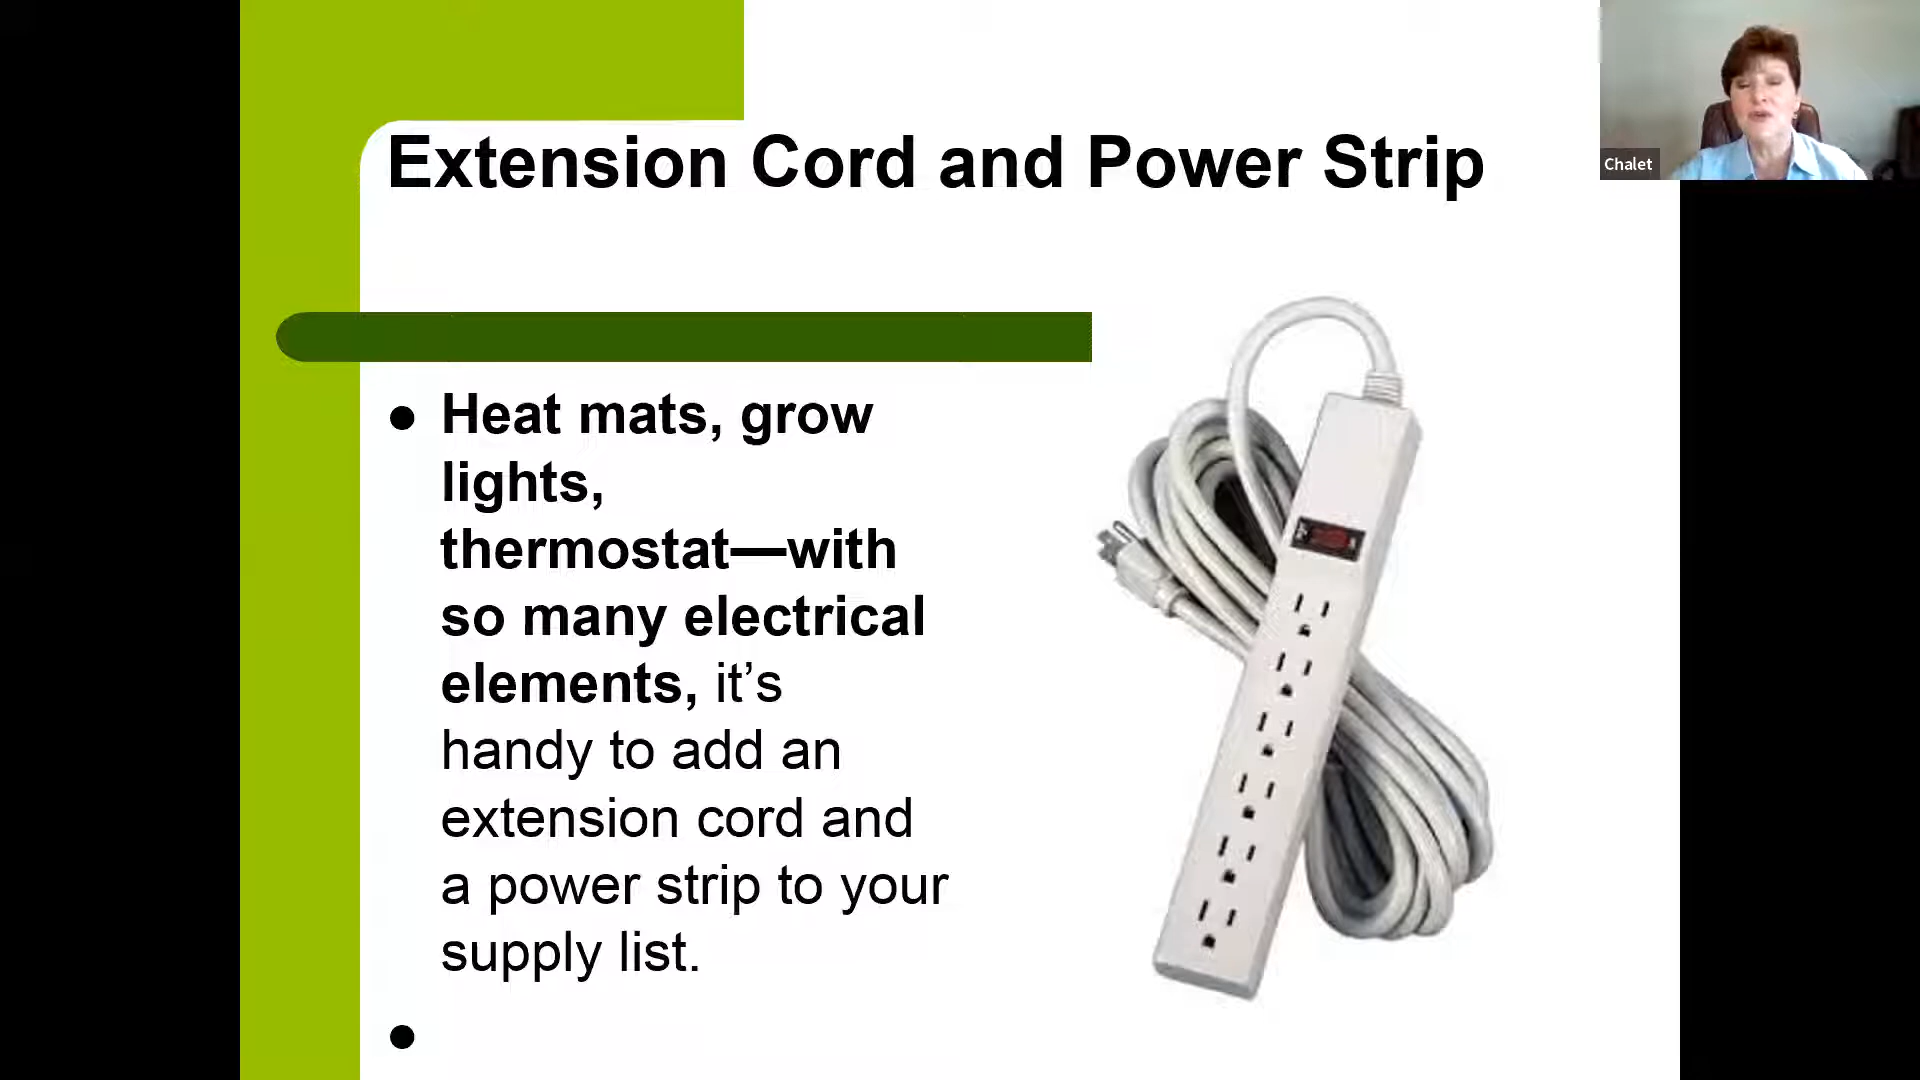 Extension Cord and Power Strip
Chalet
Heat mats, grow
lights,
thermostat—with
so many electrical
elements, it’s
handy to add an
extension cord and
a power strip to your
supply list.